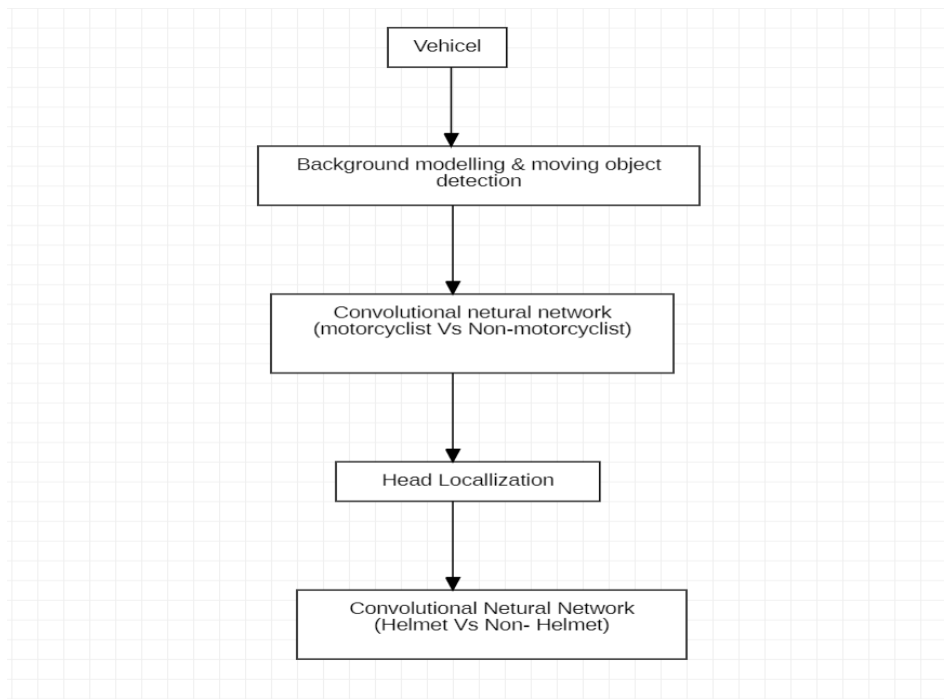 Vehicel
Background modelling & moving object
detection
Convolutional netural network
(motorcyclist Vs Non-motorcyclist)
Head Locallization
Convolutional Netural Network
(Helmet Vs Non- Helmet)